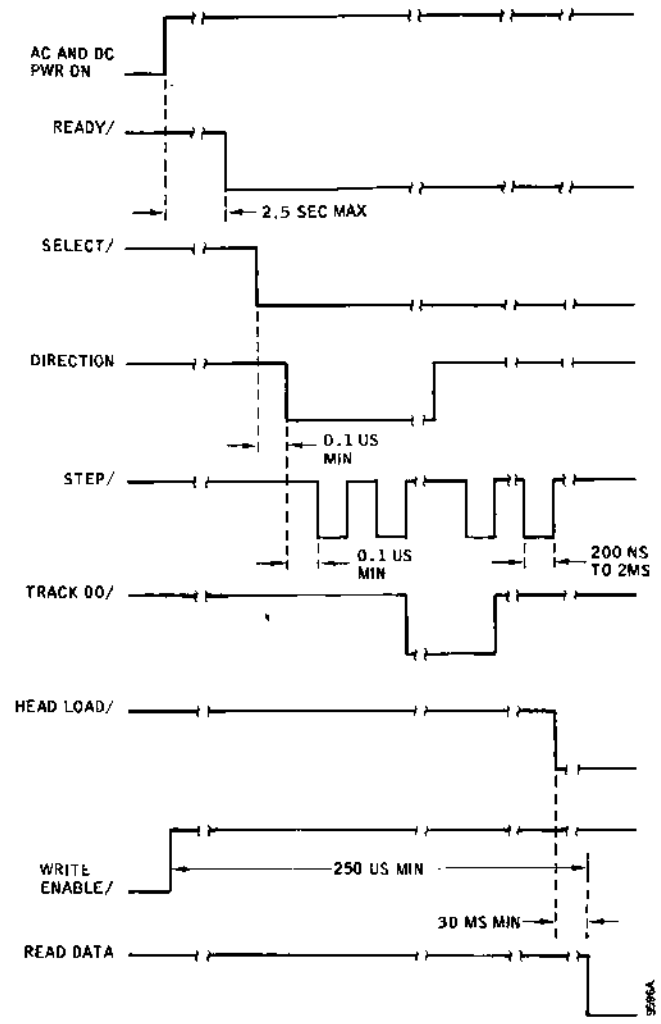 AC AND DC
PWR ON
READY/
2.5 SEC MAX
SELECT/
DIRECTION
0.1 US
MIN
STEP/
0.1 US
MIN
200 NS
TO 2MS
TRACK 00/
HEAD LOAD/
250 US MIN
WRITE
ENABLE/
30 MS MIN
READ DATA
9596A